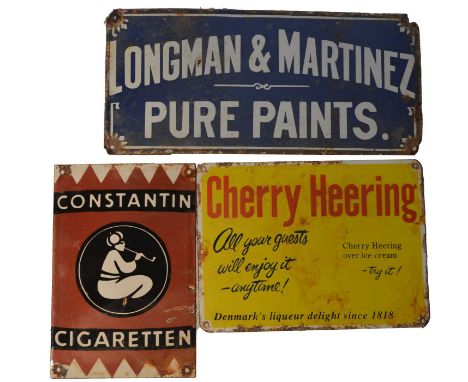 LONGMAN & MARTINEZ
PURE PAINTS.
CONSTANTIN
CIGARETTEN
Cherry Heering
All your guests
will enjoy it
-anytime!
Cherry Heering
over ice cream
-try it!
Denmark's liqueur delight since 1818